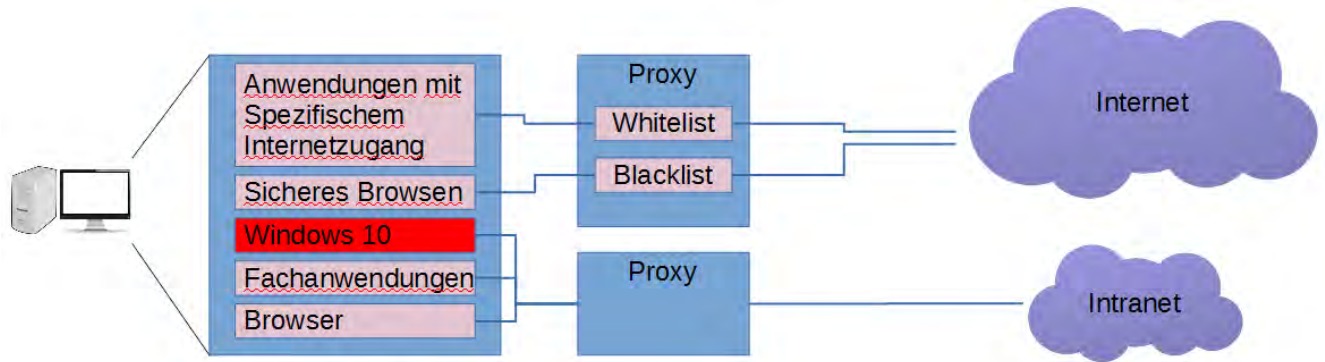 Anwendungen mit
Spezifischem
Internetzugang
Sicheres Browsen
Windows 10
Fachanwendungen
Browser
Proxy
Whitelist
Blacklist
Proxy
Internet
Intranet